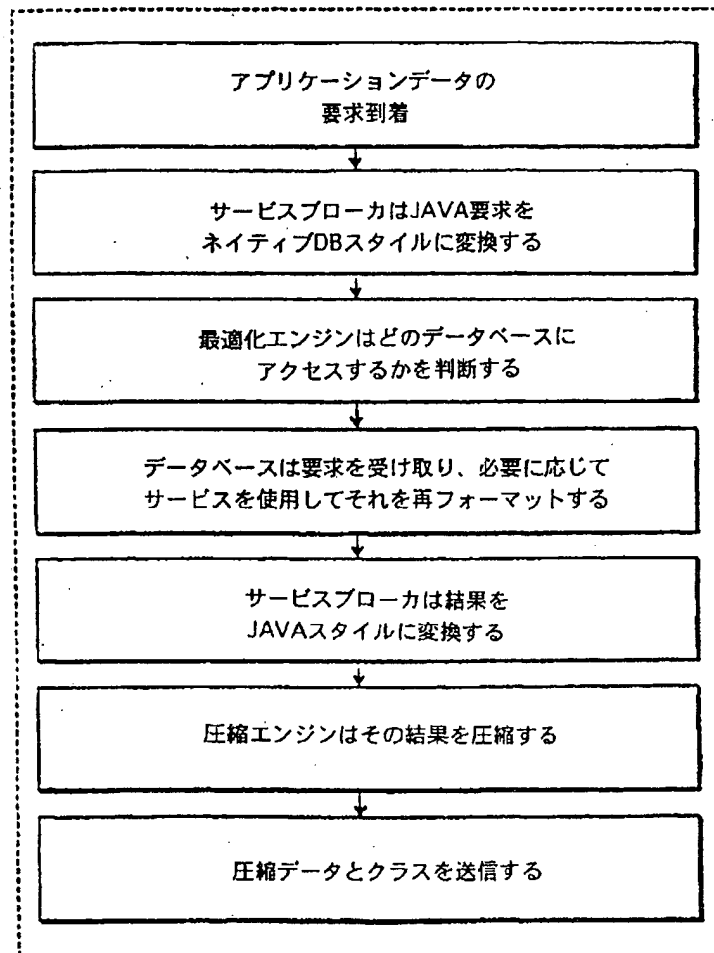 アプリケーションデータの
要求到着
サービスブローカはJAVA要求を
ネイティブDBスタイルに変換する
最適化エンジンはどのデータベースに
アクセスするかを判断する
データベースは要求を受け取り、必要に応じて
サービスを使用してそれを再フォーマットする
サービスブローカは結果を
JAVAスタイルに変換する
圧縮エンジンはその結果を圧縮する
圧縮データとクラスを送信する